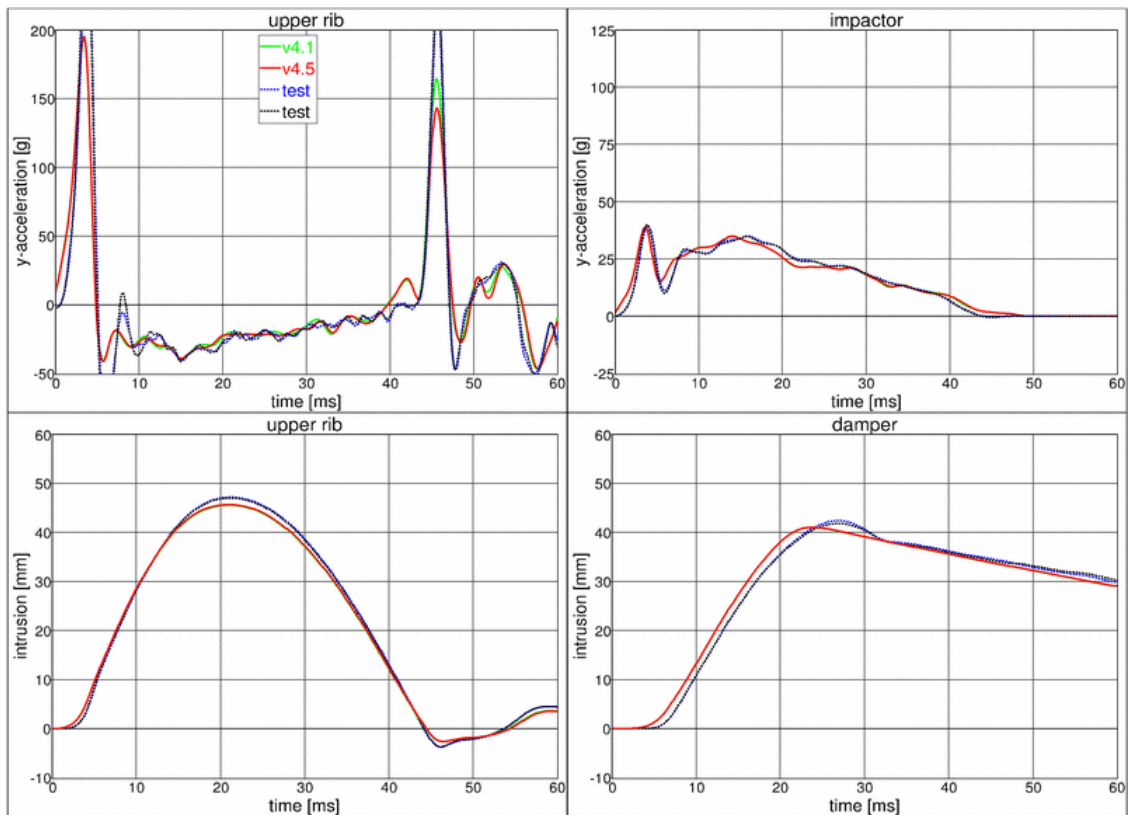 upper rib
200
150
100
50
0
-50
y-acceleration [g]
v4.1
v4.5
test
test
0 10 20 30 40 50 60
time [ms]
impactor
125
100
75
50
25
0
-25
y-acceleration [g]
0 10 20 30 40 50 60
time [ms]
upper rib
60
50
40
30
20
10
0
-10
intrusion [mm]
0 10 20 30 40 50 60
time [ms]
damper
60
50
40
30
20
10
0
-10
intrusion [mm]
0 10 20 30 40 50 60
time [ms]